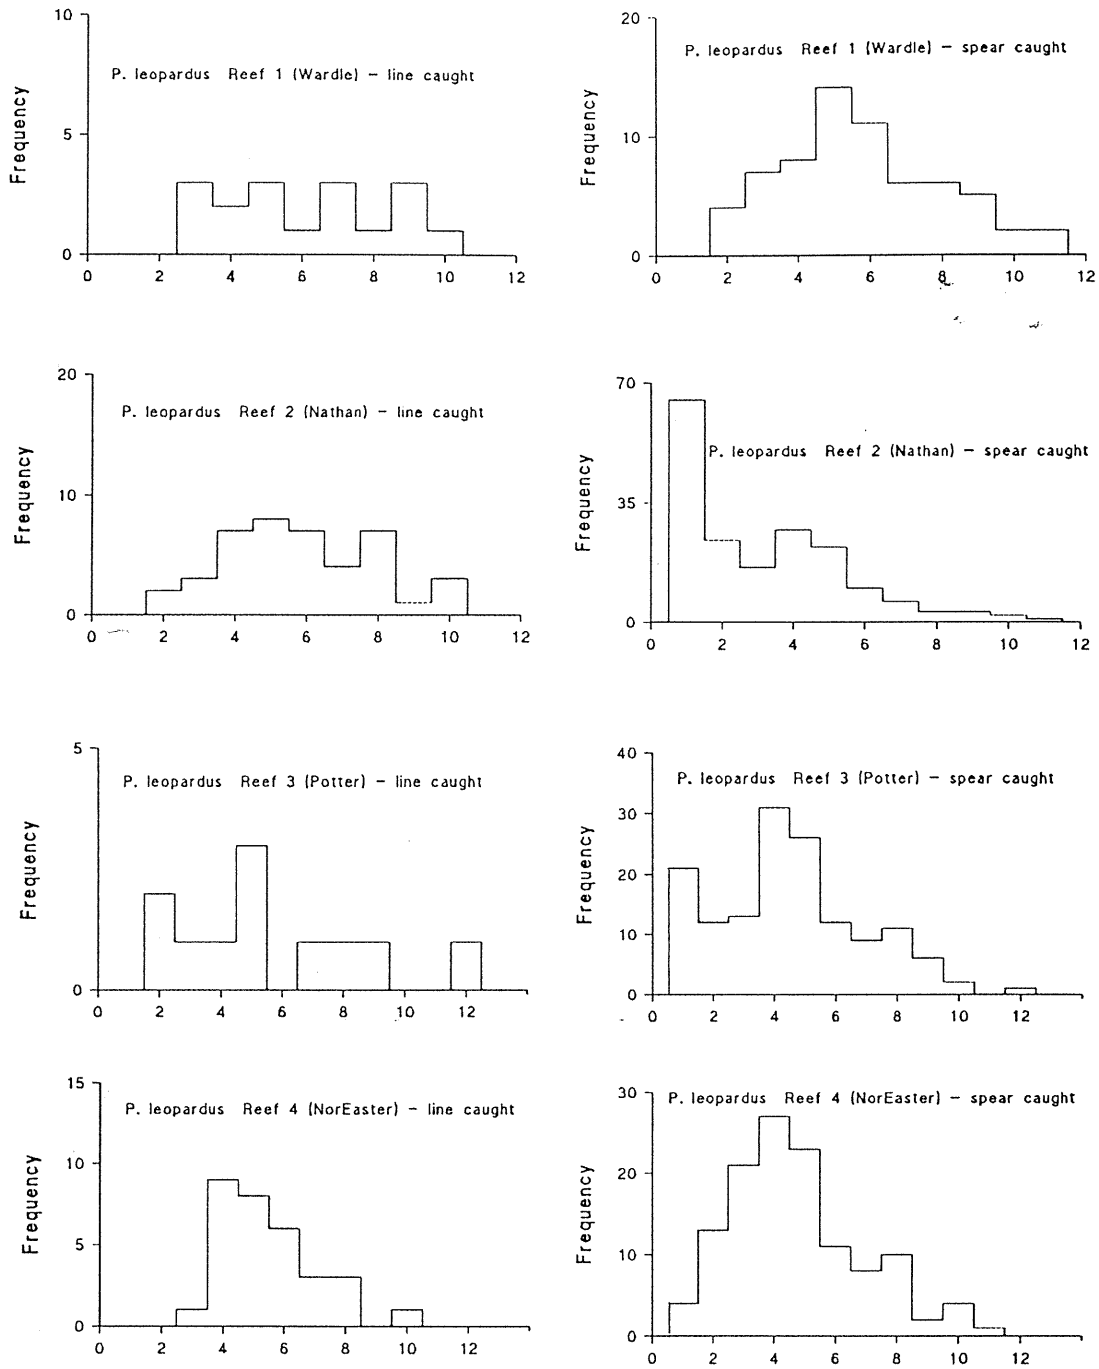 10
P. leopardus Reef 1 (Wardle) – line caught
Frequency
5
0
0 2 4 6 8 10 12
20
P. leopardus Reef 1 (Wardle) – spear caught
Frequency
10
0
0 2 4 6 8 10 12
20
P. leopardus Reef 2 (Nathan) – line caught
Frequency
10
0
0 2 4 6 8 10 12
70
P. leopardus Reef 2 (Nathan) – spear caught
Frequency
35
0
0 2 4 6 8 10 12
5
P. leopardus Reef 3 (Potter) – line caught
Frequency
0
0 2 4 6 8 10 12
40
P. leopardus Reef 3 (Potter) – spear caught
30
Frequency
20
10
0
0 2 4 6 8 10 12
15
P. leopardus Reef 4 (NorEaster) – line caught
10
Frequency
5
0
0 2 4 6 8 10 12
30
P. leopardus Reef 4 (NorEaster) – spear caught
20
Frequency
10
0
0 2 4 6 8 10 12